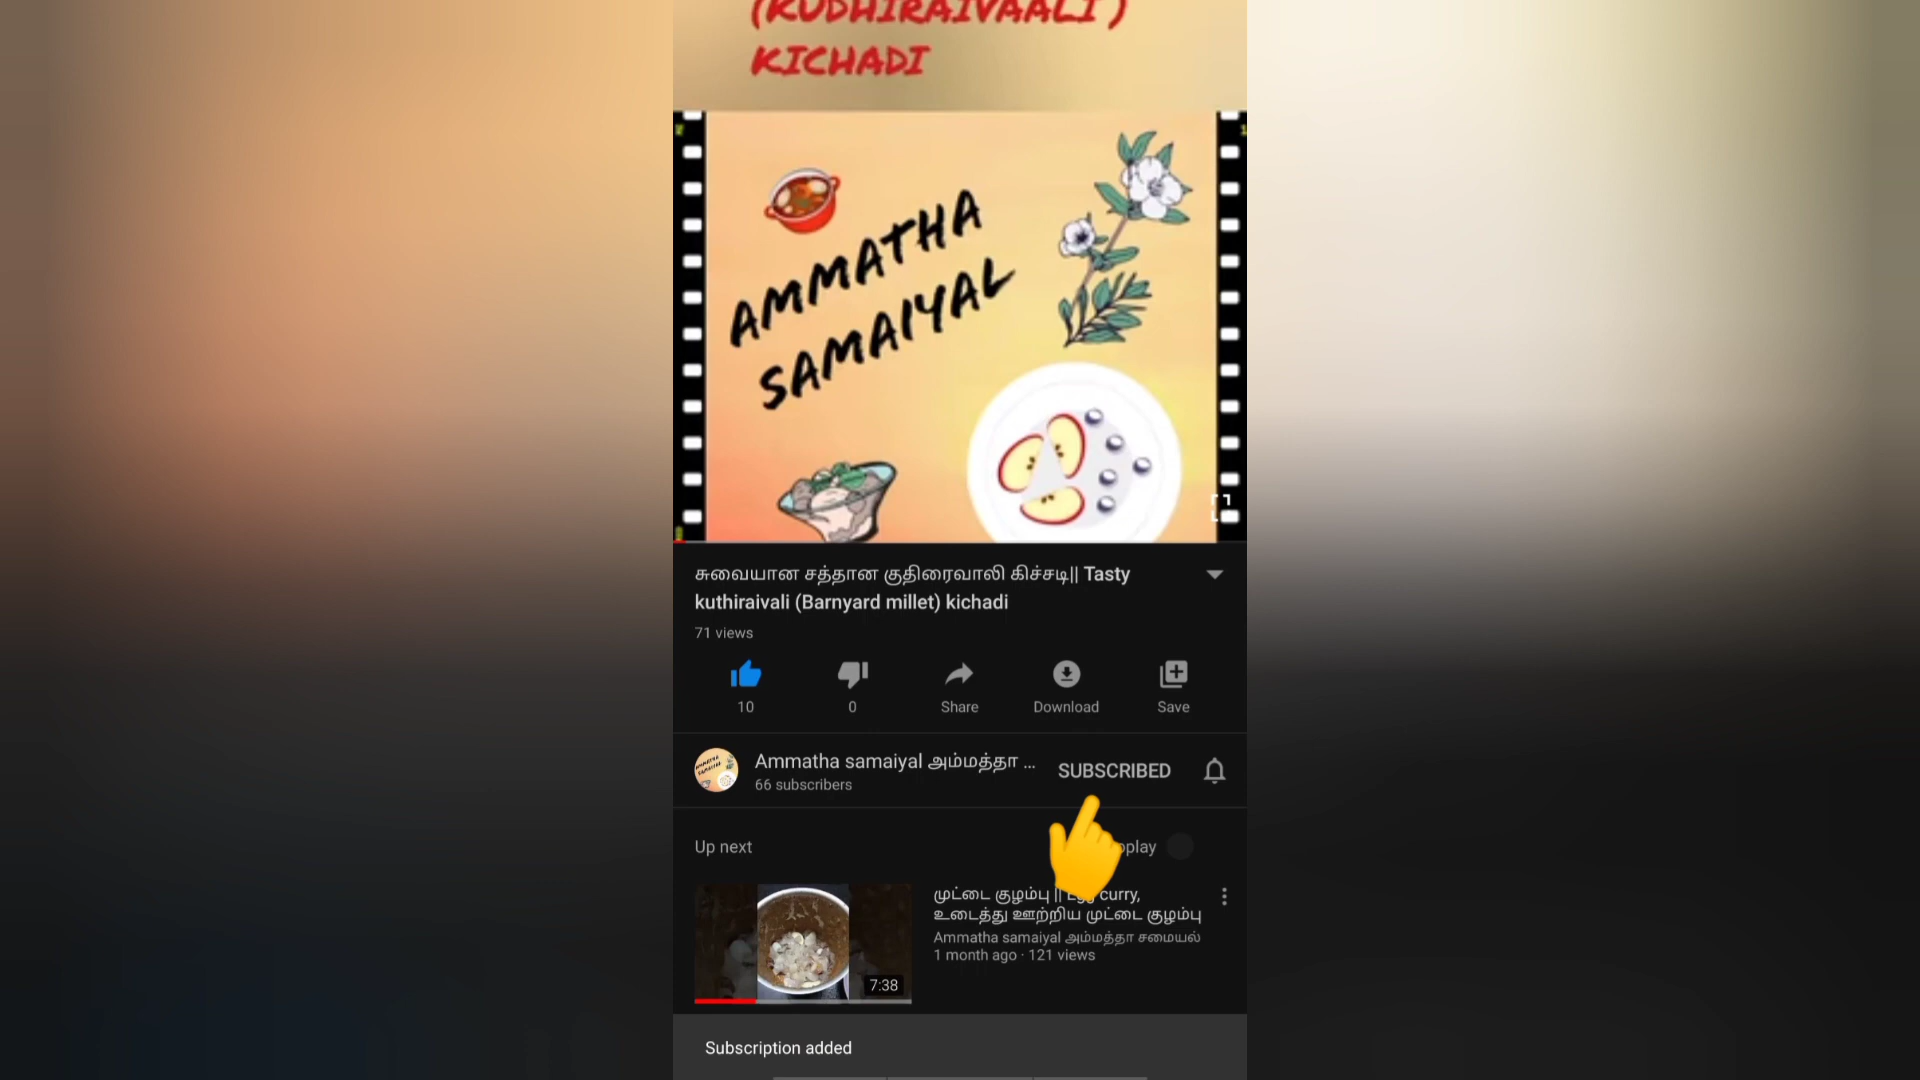 (KUDHIRAIVAALI)
KICHADI
AMMATHA
SAMAIYAL
சுவையான சத்தான குதிரைவாலி கிச்சடி|| Tasty
kuthiraivali (Barnyard millet) kichadi
71 views
10
0
Share
Download
Save
Ammatha samaiyal அம்மத்தா ...
SUBSCRIBED
66 subscribers
Up next
முட்டை குழம்பு || Egg curry,
உடைத்து ஊற்றிய முட்டை குழம்பு
Ammatha samaiyal அம்மத்தா சமையல்
1 month ago · 121 views
7:38
Subscription added